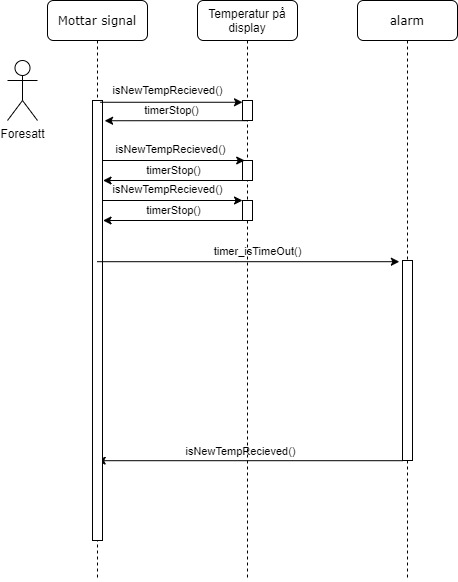 Mottar signal
Temperatur på
display
alarm
Foresatt
isNewTempRecieved()
timerStop()
isNewTempRecieved()
timerStop()
isNewTempRecieved()
timerStop()
timer_isTimeOut()
isNewTempRecieved()